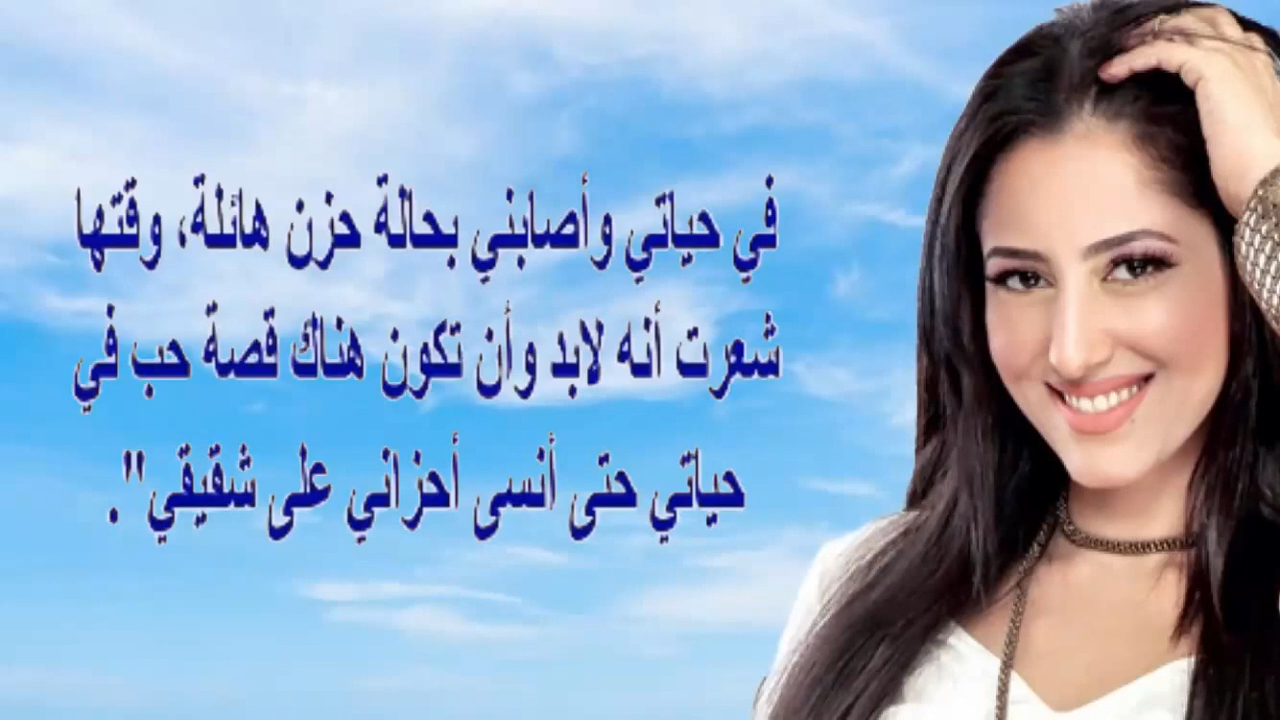 في حياتي وأصابني بحالة حزن هائلة، وقتها
شعرت أنه لابد وأن تكون هناك قصة حب في
حياتي حتى أنسى أحزاني على شقيقي".